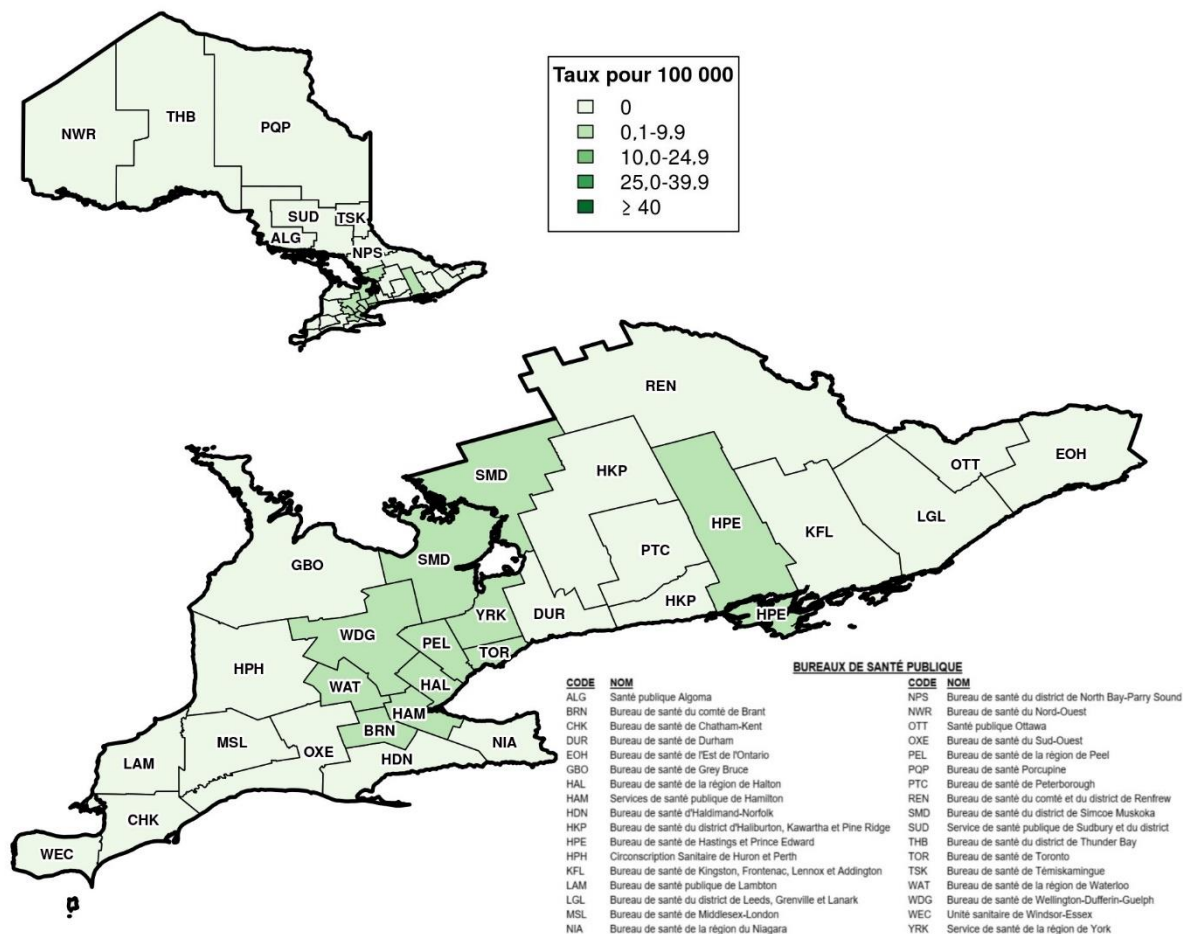 Taux pour 100 000
0
0,1-9.9
10,0-24.9
25,0-39.9
≥ 40
NWR
THB
PQP
SUD
TSK
ALG
NPS
REN
SMD
HKP
OTT
EOH
HPE
LGL
KFL
SMD
PTC
GBO
YRK
DUR
HKP
HPE
WDG
PEL
TOR
HPH
WAT
HAL
HAM
BRN
MSL
OXE
NIA
LAM
HDN
CHK
WEC
BUREAUX DE SANTÉ PUBLIQUE
CODE NOM
ALG Santé publique Algoma
BRN Bureau de santé du comté de Brant
CHK Bureau de santé de Chatham-Kent
DUR Bureau de santé de Durham
EOH Bureau de santé de l'Est de l'Ontario
GBO Bureau de santé de Grey Bruce
HAL Bureau de santé de la région de Halton
HAM Services de santé publique de Hamilton
HDN Bureau de santé d'Haldimand-Norfolk
HKP Bureau de santé du district d'Haliburton, Kawartha et Pine Ridge
HPE Bureau de santé de Hastings et Prince Edward
HPH Circonscription Sanitaire de Huron et Perth
KFL Bureau de santé de Kingston, Frontenac, Lennox et Addington
LAM Bureau de santé publique de Lambton
LGL Bureau de santé du district de Leeds, Grenville et Lanark
MSL Bureau de santé de Middlesex-London
NIA Bureau de santé de la région du Niagara
CODE NOM
NPS Bureau de santé du district de North Bay-Parry Sound
NWR Bureau de santé du Nord-Ouest
OTT Santé publique Ottawa
OXE Bureau de santé du Sud-Ouest
PEL Bureau de santé de la région de Peel
PQP Bureau de santé Porcupine
PTC Bureau de santé de Peterborough
REN Bureau de santé du comté et du district de Renfrew
SMD Bureau de santé du district de Simcoe Muskoka
SUD Service de santé publique de Sudbury et du district
THB Bureau de santé du district de Thunder Bay
TOR Bureau de santé de Toronto
TSK Bureau de santé de Témiskamingue
WAT Bureau de santé de la région de Waterloo
WDG Bureau de santé de Wellington-Dufferin-Guelph
WEC Unité sanitaire de Windsor-Essex
YRK Service de santé de la région de York